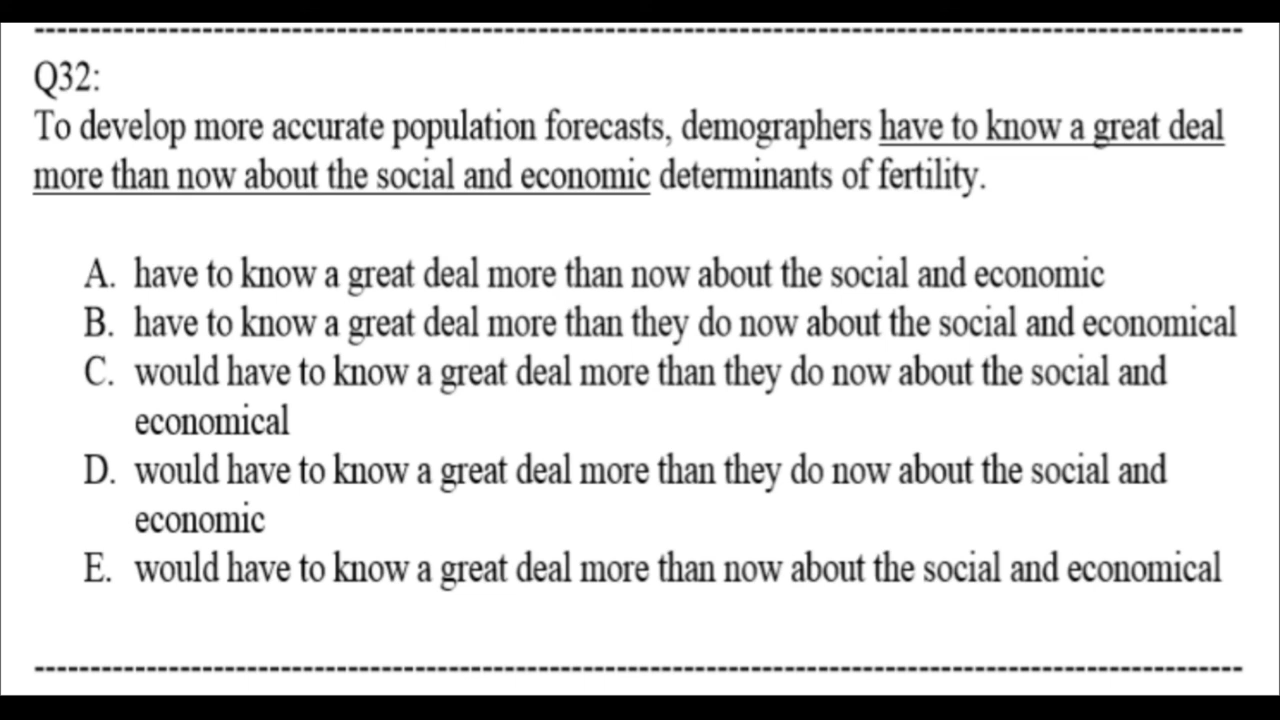 Q32:
To develop more accurate population forecasts, demographers have to know a great deal
more than now about the social and economic determinants of fertility.
A. have to know a great deal more than now about the social and economic
B. have to know a great deal more than they do now about the social and economical
C. would have to know a great deal more than they do now about the social and
economical
D. would have to know a great deal more than they do now about the social and
economic
E. would have to know a great deal more than now about the social and economical